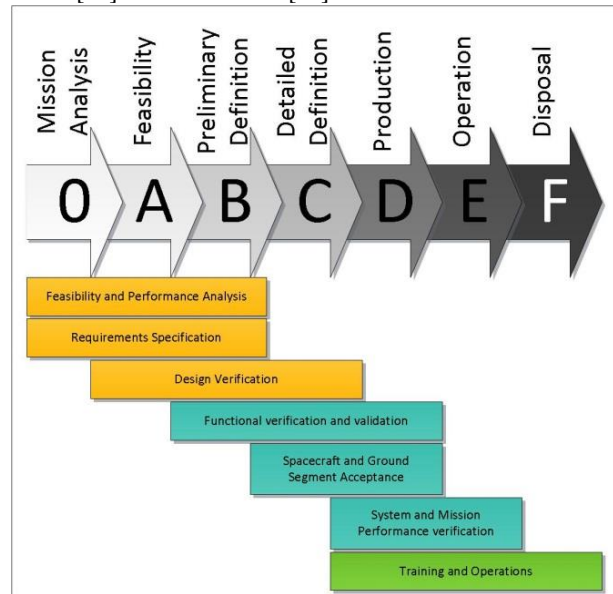 Mission
Analysis
Feasibility
Preliminary
Definition
Detailed
Definition
Production
Operation
Disposal
0
A
B
C
D
E
F
Feasibility and Performance Analysis
Requirements Specification
Design Verification
Functional verification and validation
Spacecraft and Ground
Segment Acceptance
System and Mission
Performance verification
Training and Operations